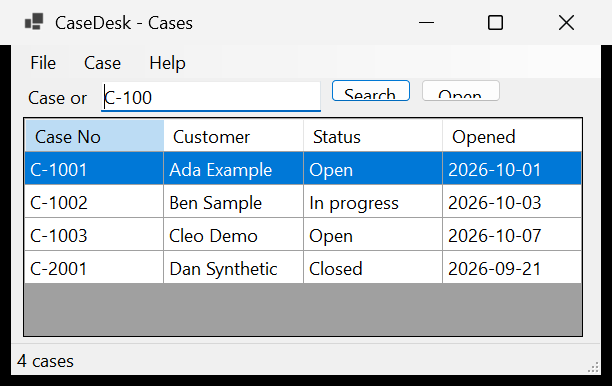 CaseDesk - Cases
File Case Help
Case or C-100 Search Open
Case No Customer Status Opened
C-1001 Ada Example Open 2026-10-01
C-1002 Ben Sample In progress 2026-10-03
C-1003 Cleo Demo Open 2026-10-07
C-2001 Dan Synthetic Closed 2026-09-21
4 cases